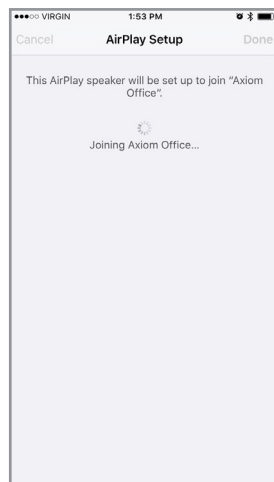 VIRGIN 1:53 PM
Cancel AirPlay Setup Done
This AirPlay speaker will be set up to join “Axiom
Office”.
Joining Axiom Office...